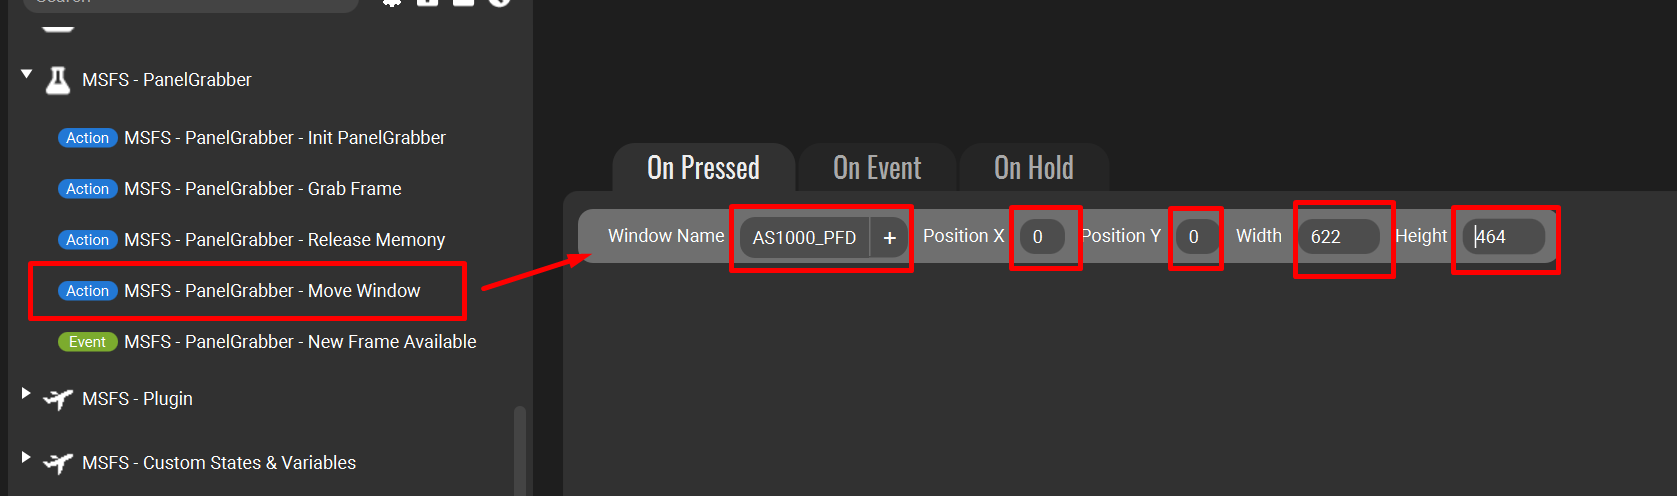 Search
MSFS - PanelGrabber
Action MSFS - PanelGrabber - Init PanelGrabber
Action MSFS - PanelGrabber - Grab Frame
Action MSFS - PanelGrabber - Release Memony
Action MSFS - PanelGrabber - Move Window
Event MSFS - PanelGrabber - New Frame Available
MSFS - Plugin
MSFS - Custom States & Variables
On Pressed On Event On Hold
Window Name AS1000_PFD + Position X 0 Position Y 0 Width 622 Height 464